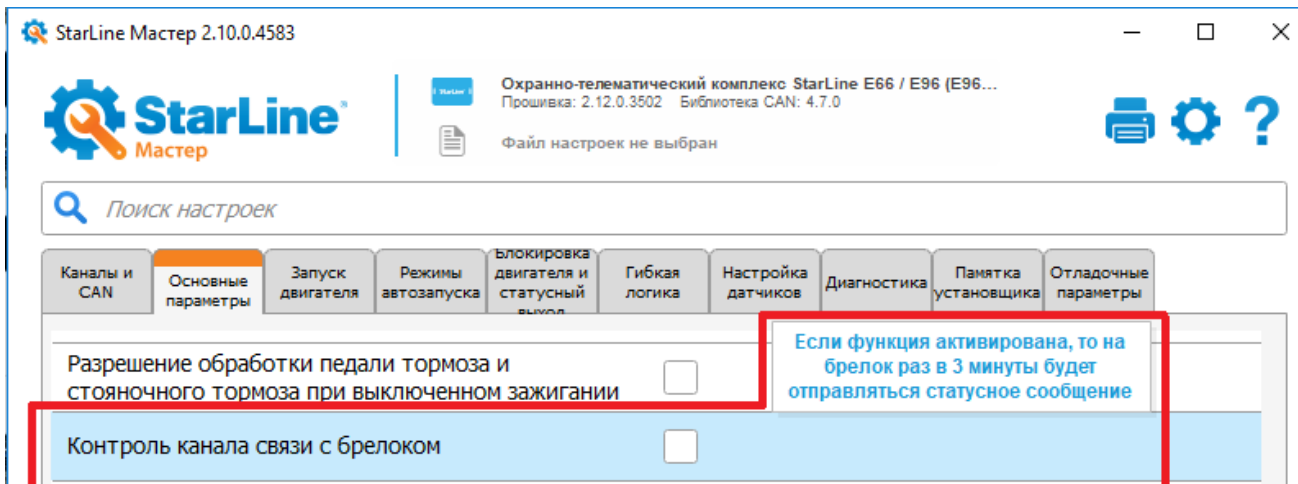 StarLine Мастер 2.10.0.4583
StarLine
Мастер
Охранно-телематический комплекс StarLine E66 / E96 (E96...
Прошивка: 2.12.0.3502 Библиотека CAN: 4.7.0
Файл настроек не выбран
?
Поиск настроек
Каналы и
CAN
Основные
параметры
Запуск
двигателя
Режимы
автозапуска
Блокировка
двигателя и
статусный
выход
Гибкая
логика
Настройка
датчиков
Диагностика
Памятка
установщика
Отладочные
параметры
Если функция активирована, то на
брелок раз в 3 минуты будет
отправляться статусное сообщение
Разрешение обработки педали тормоза и
стояночного тормоза при выключенном зажигании
Контроль канала связи с брелоком